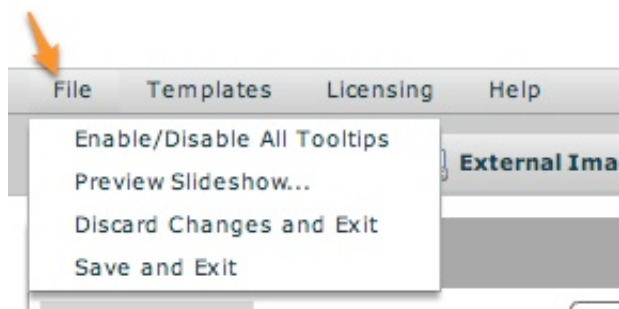 File Templates Licensing Help
Enable/Disable All Tooltips
External Ima
Preview Slideshow...
Discard Changes and Exit
Save and Exit